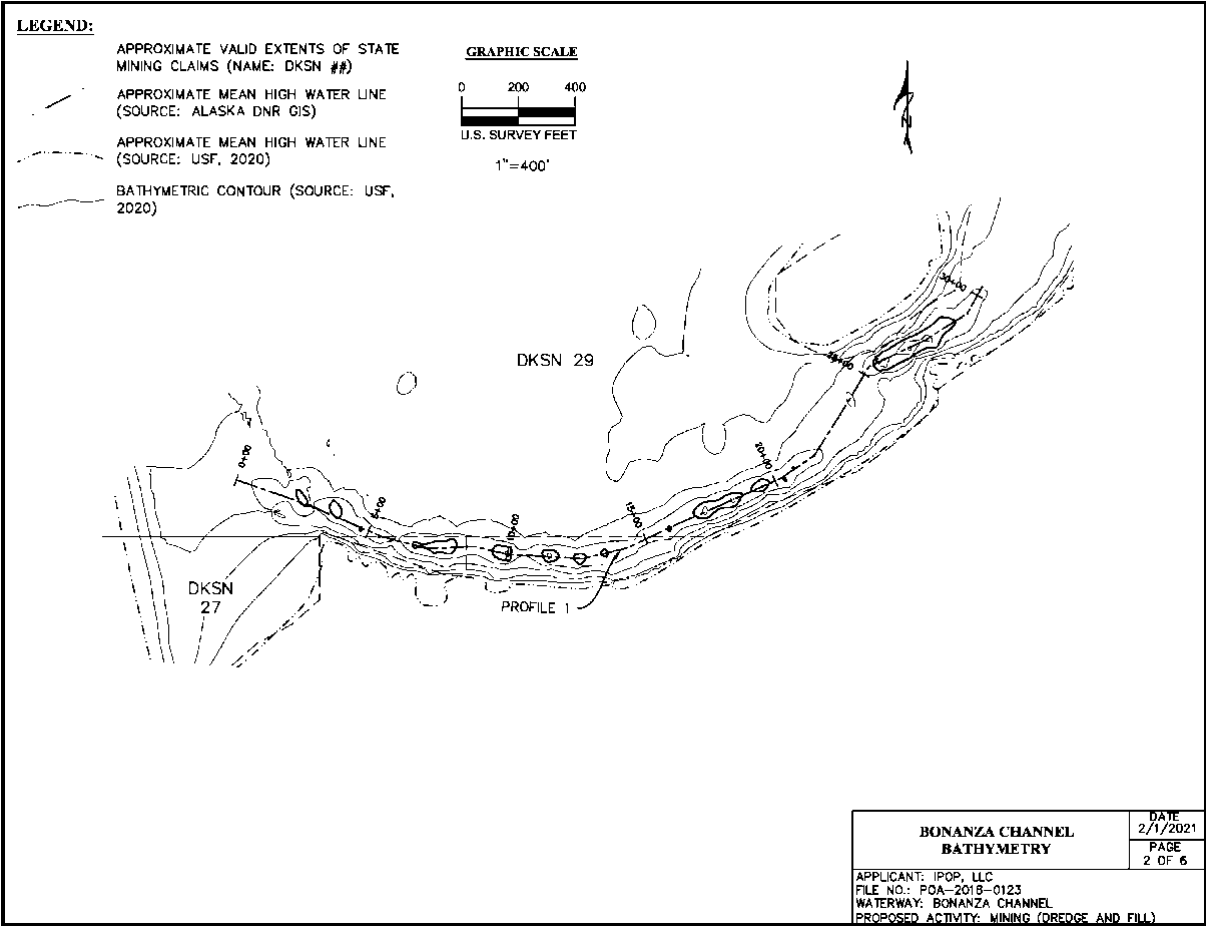 LEGEND:
APPROXIMATE VALID EXTENTS OF STATE
MINING CLAIMS (NAME: DKSN ##)
APPROXIMATE MEAN HIGH WATER LINE
(SOURCE: ALASKA DNR GIS)
APPROXIMATE MEAN HIGH WATER LINE
(SOURCE: USF, 2020)
BATHYMETRIC CONTOUR (SOURCE: USF,
2020)
GRAPHIC SCALE
0 200 400
U.S. SURVEY FEET
1"=400'
N
30+00
DKSN 29
25+00
0+00
20+00
5+00
10+00
15+00
DKSN
27
PROFILE 1
BONANZA CHANNEL
BATHYMETRY
DATE
2/1/2021
PAGE
2 OF 6
APPLICANT: IPOP, LLC
FILE NO.: POA-2018-0123
WATERWAY: BONANZA CHANNEL
PROPOSED ACTIVITY: MINING (DREDGE AND FILL)